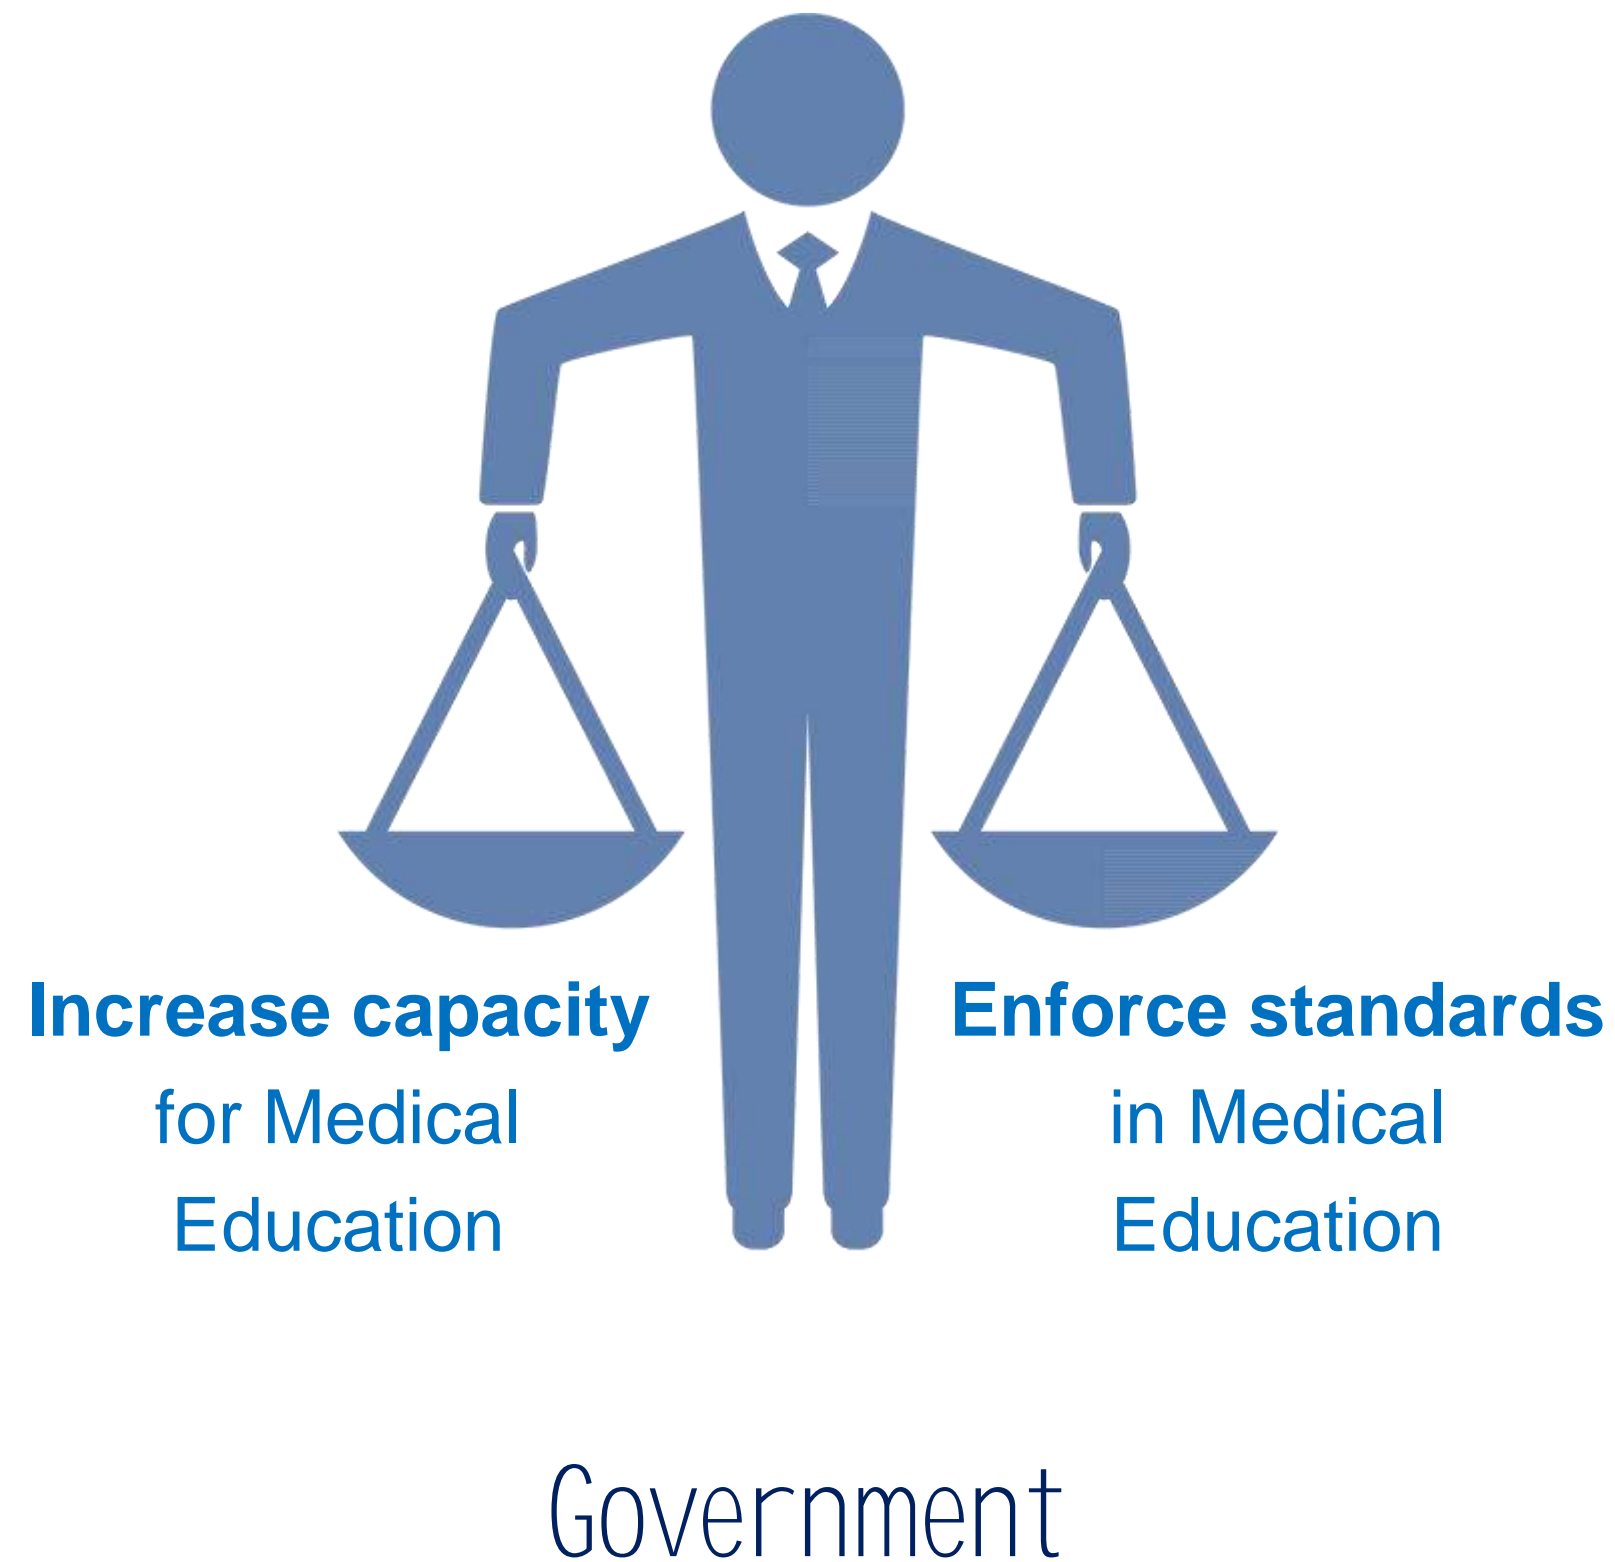 Increase capacity
for Medical
Education
Enforce standards
in Medical
Education
Government